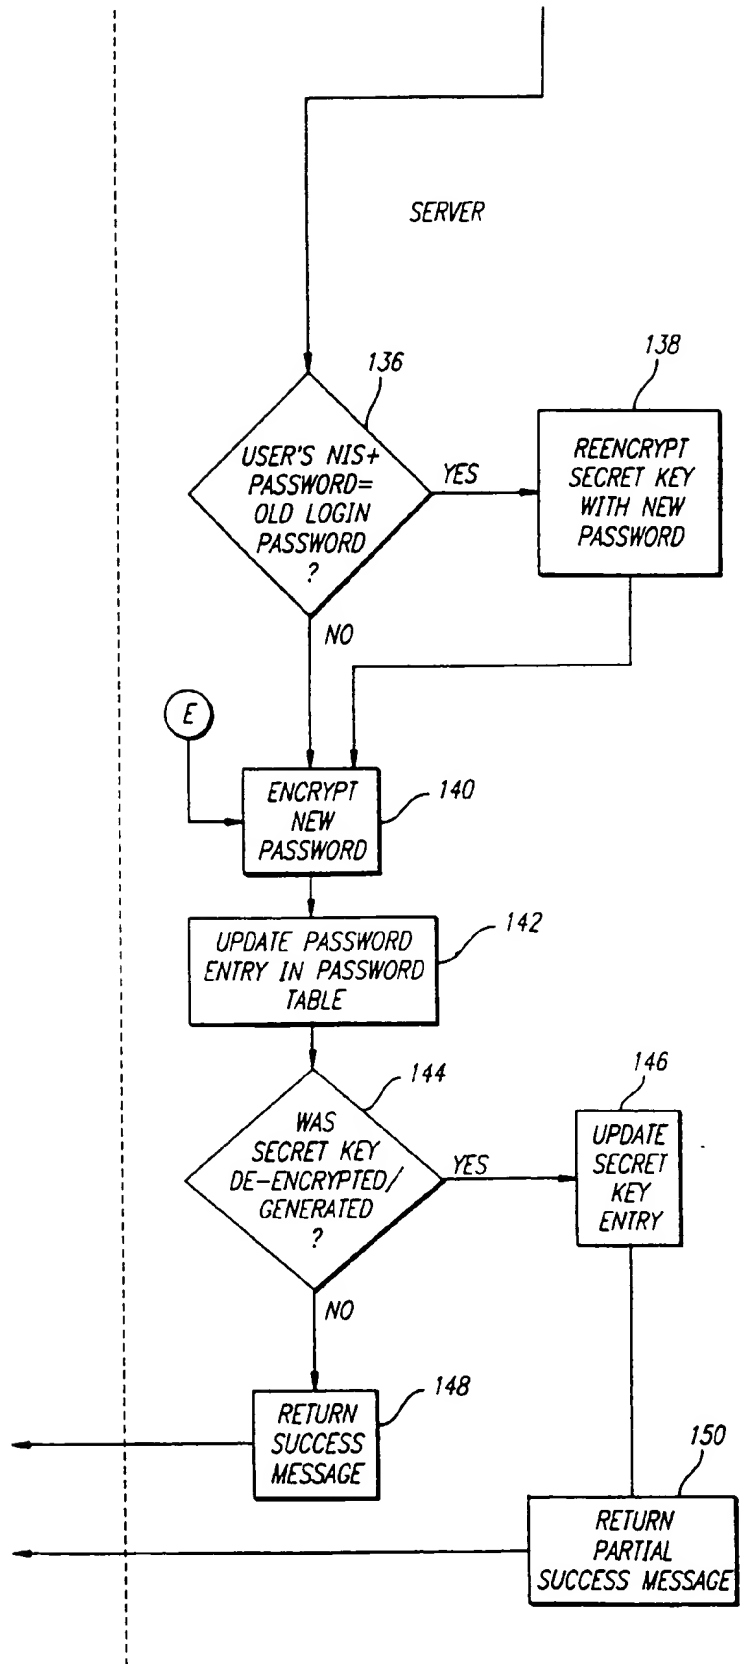 SERVER
136
138
USER'S NIS+
PASSWORD=
OLD LOGIN
PASSWORD
?
YES
REENCRYPT
SECRET KEY
WITH NEW
PASSWORD
NO
E
ENCRYPT
NEW
PASSWORD
140
UPDATE PASSWORD
ENTRY IN PASSWORD
TABLE
142
144
146
WAS
SECRET KEY
DE-ENCRYPTED/
GENERATED
?
YES
UPDATE
SECRET
KEY
ENTRY
NO
148
RETURN
SUCCESS
MESSAGE
150
RETURN
PARTIAL
SUCCESS MESSAGE